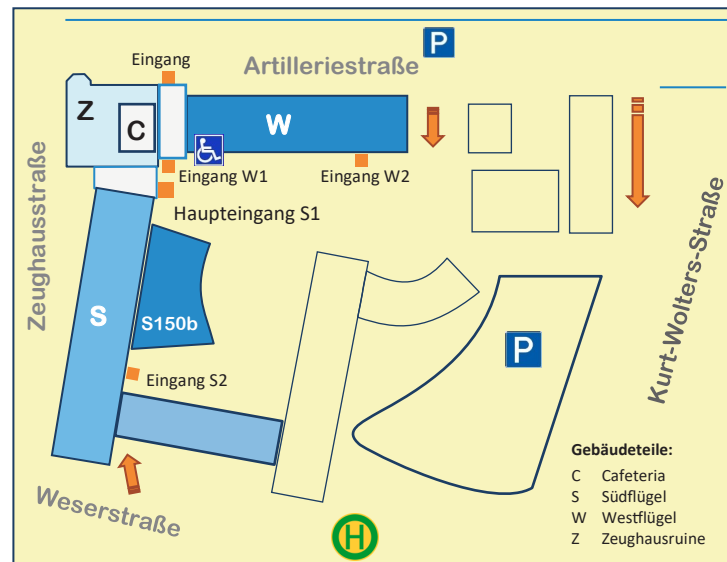 P
Eingang
Artilleriestraße
Z
C
W
Eingang W1
Eingang W2
Haupteingang S1
Zeughausstraße
S
S150b
Eingang S2
P
Kurt-Wolters-Straße
Weserstraße
H
Gebäudeteile:
C Cafeteria
S Südflügel
W Westflügel
Z Zeughausruine